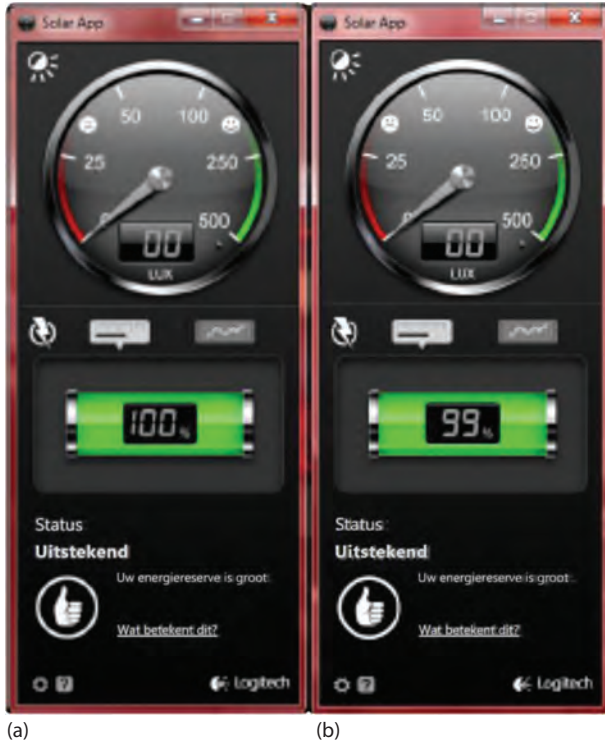 Solar App
50
100
25
250
0
500
00
LUX
100%
Status
Uitstekend
Uw energiereserve is groot.
Wat betekent dit?
Logitech
(a)
Solar App
50
100
25
250
0
500
00
LUX
99%
Status
Uitstekend
Uw energiereserve is groot.
Wat betekent dit?
Logitech
(b)